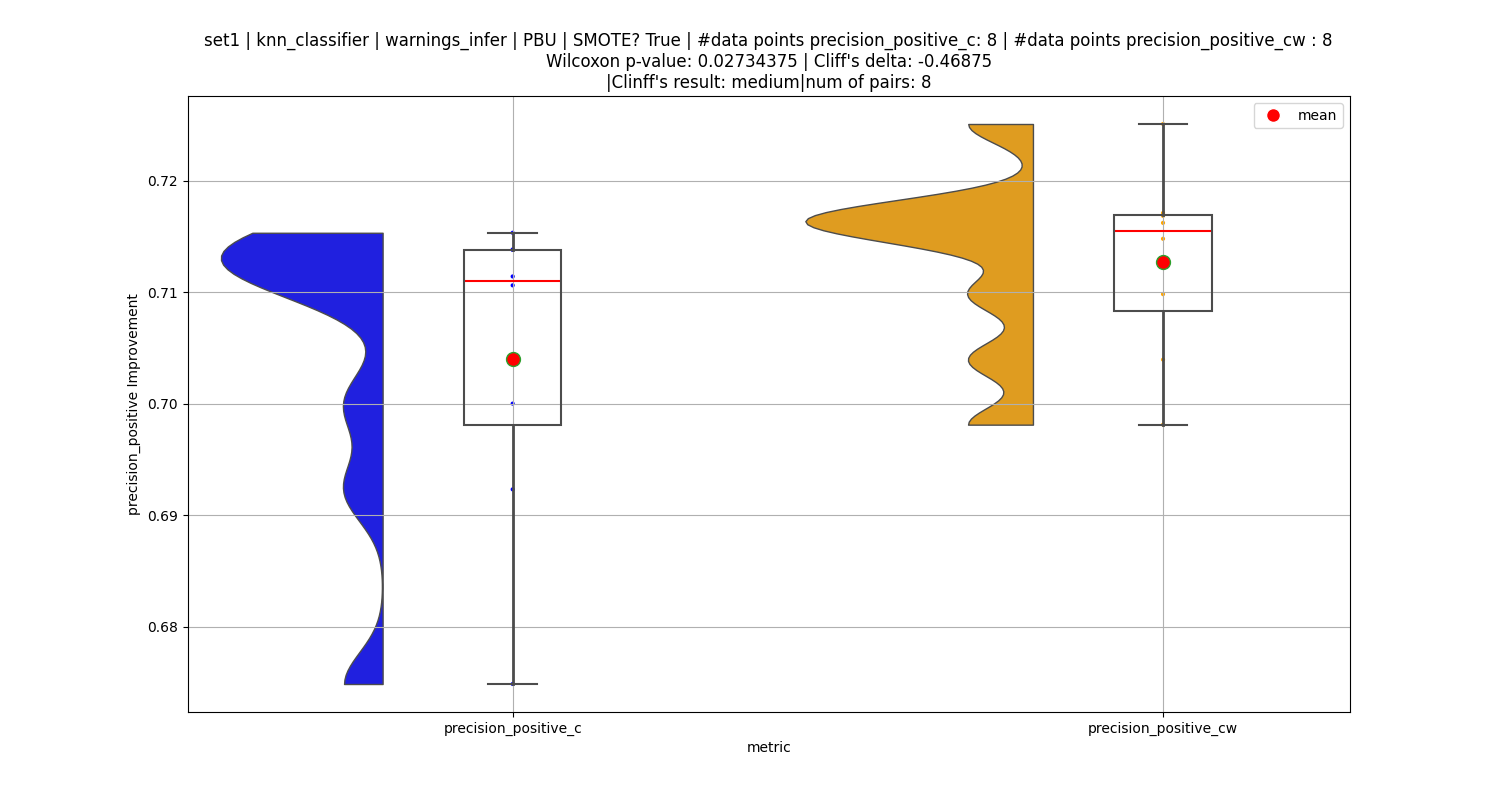 set1 | knn_classifier | warnings_infer | PBU | SMOTE? True | #data points precision_positive_c: 8 | #data points precision_positive_cw : 8
Wilcoxon p-value: 0.02734375 | Cliff's delta: -0.46875
|Clinff's result: medium|num of pairs: 8
mean
precision_positive Improvement
0.72
0.71
0.70
0.69
0.68
precision_positive_c
precision_positive_cw
metric